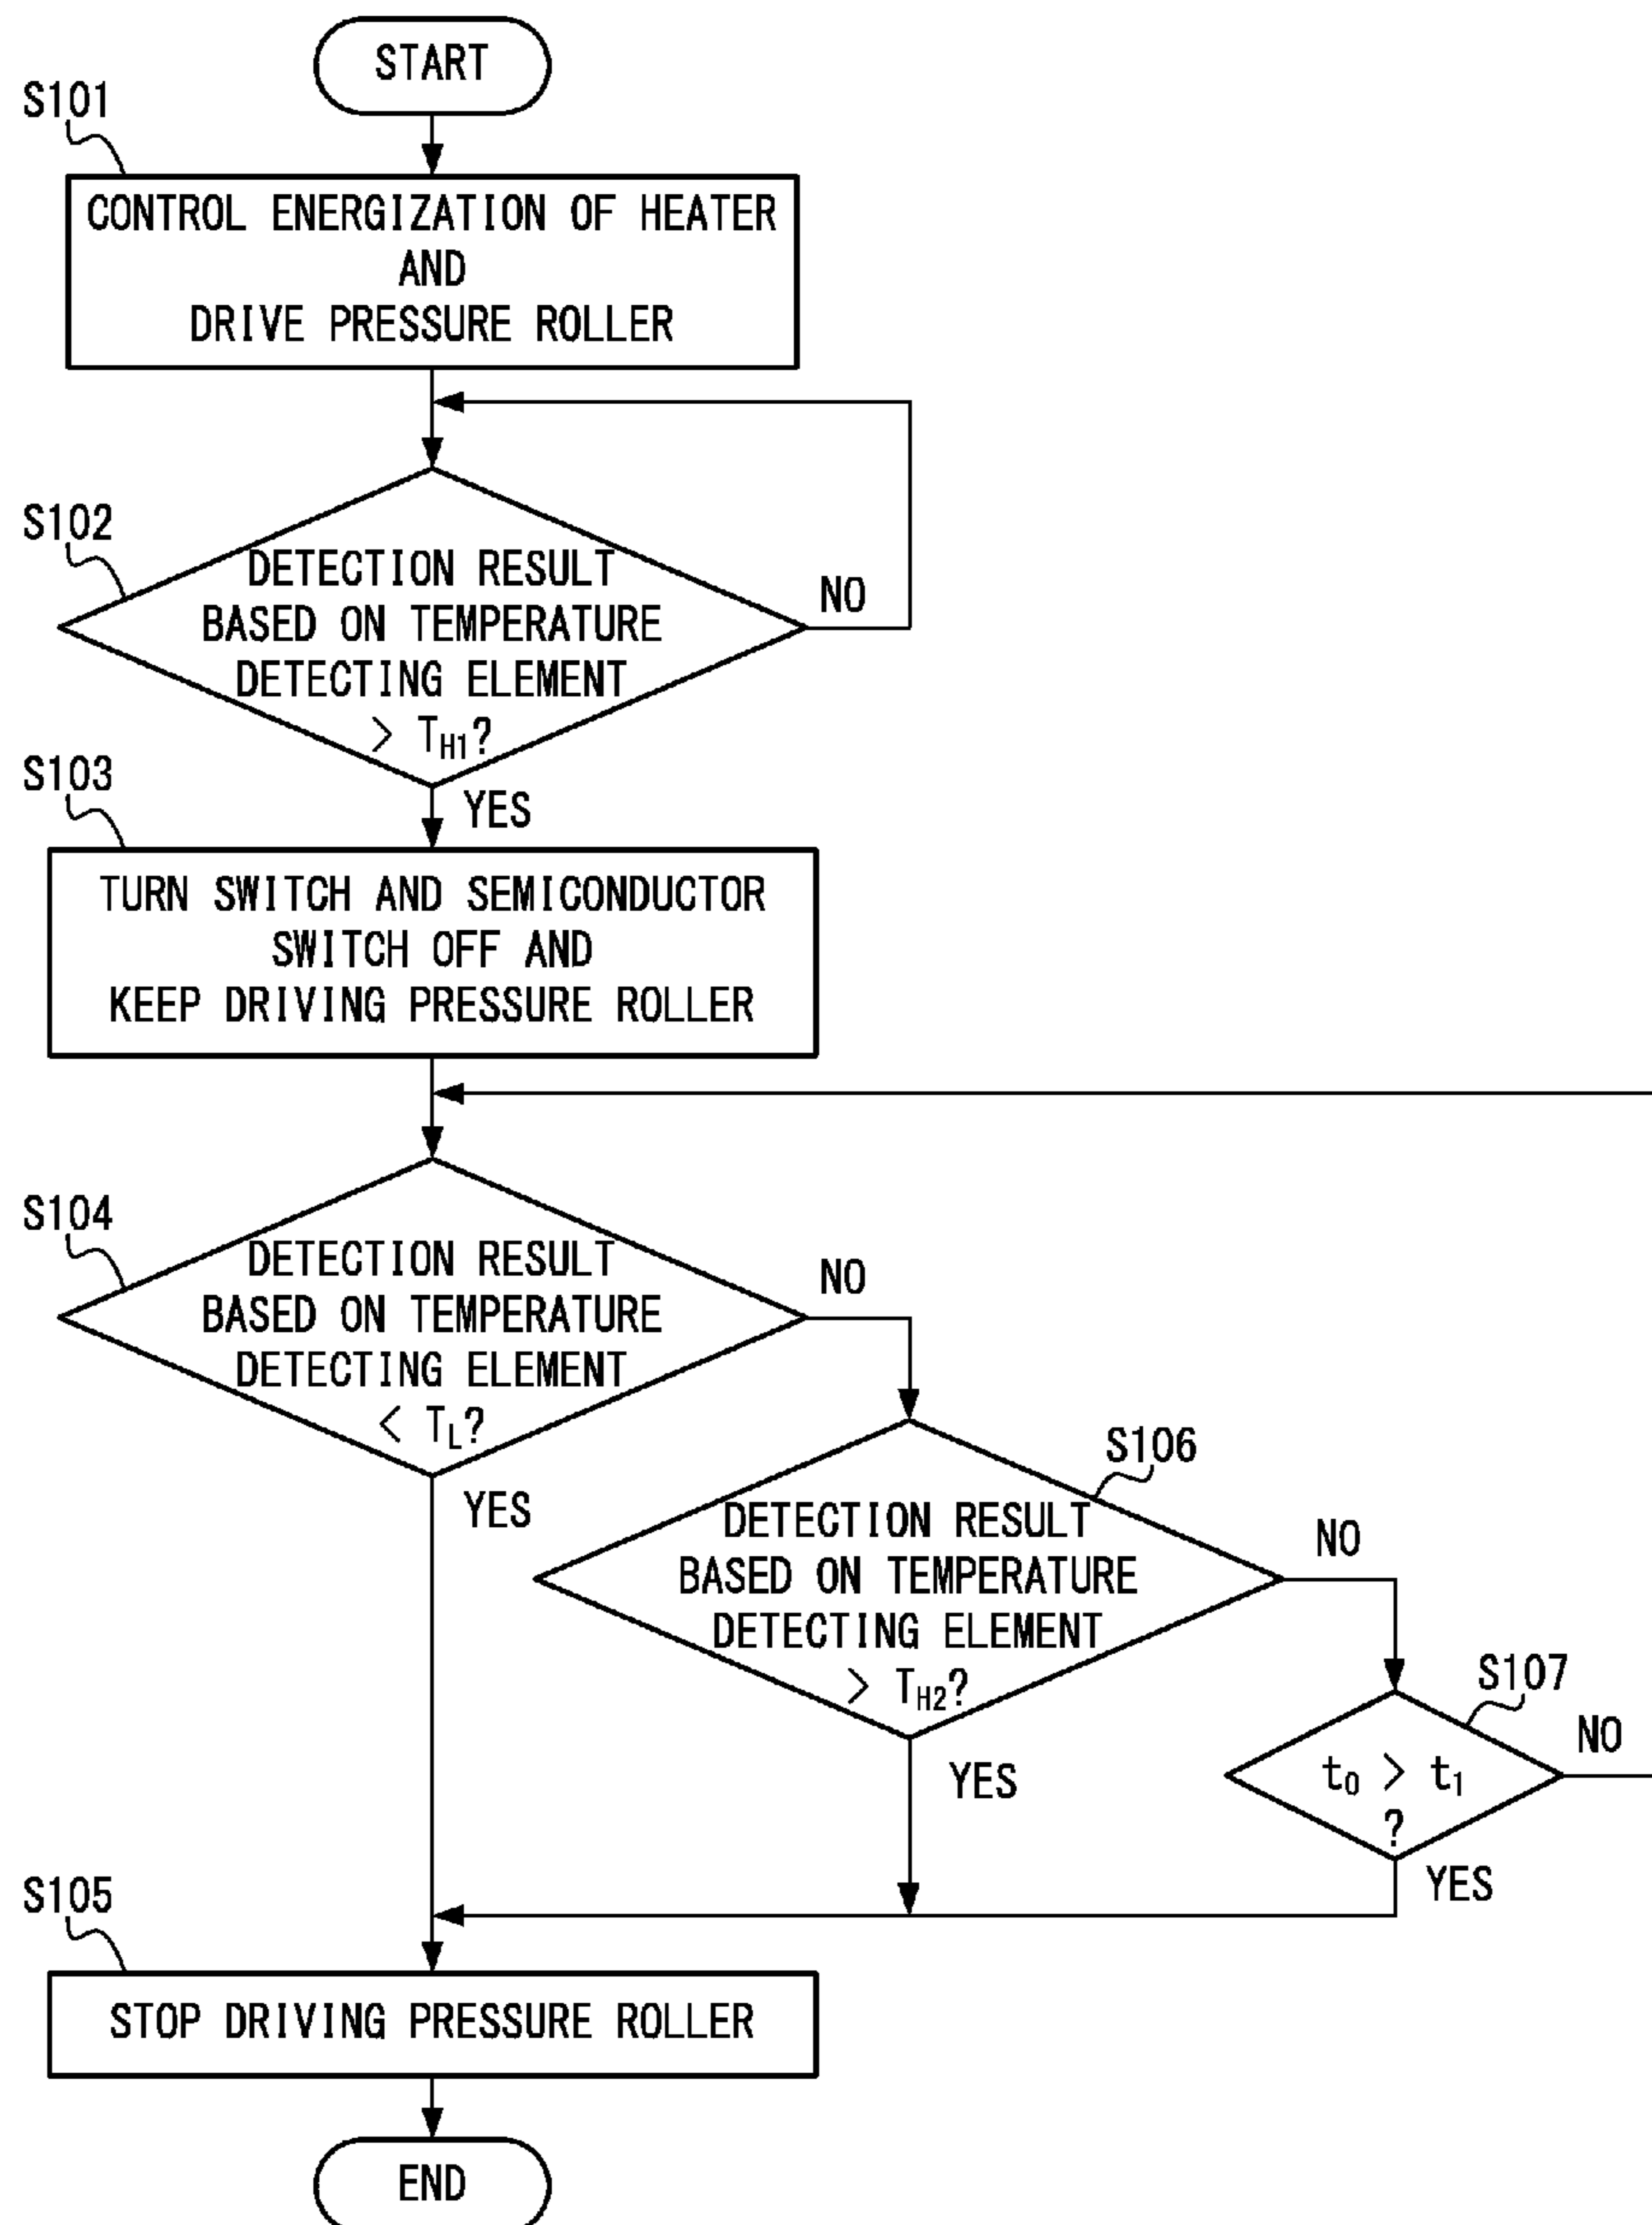 START
S101
CONTROL ENERGIZATION OF HEATER
AND
DRIVE PRESSURE ROLLER
S102
DETECTION RESULT
BASED ON TEMPERATURE
DETECTING ELEMENT
> TH1?
NO
YES
S103
TURN SWITCH AND SEMICONDUCTOR
SWITCH OFF AND
KEEP DRIVING PRESSURE ROLLER
S104
DETECTION RESULT
BASED ON TEMPERATURE
DETECTING ELEMENT
< TL?
NO
YES
S106
DETECTION RESULT
BASED ON TEMPERATURE
DETECTING ELEMENT
> TH2?
NO
YES
S107
t0 > t1
?
NO
YES
S105
STOP DRIVING PRESSURE ROLLER
END